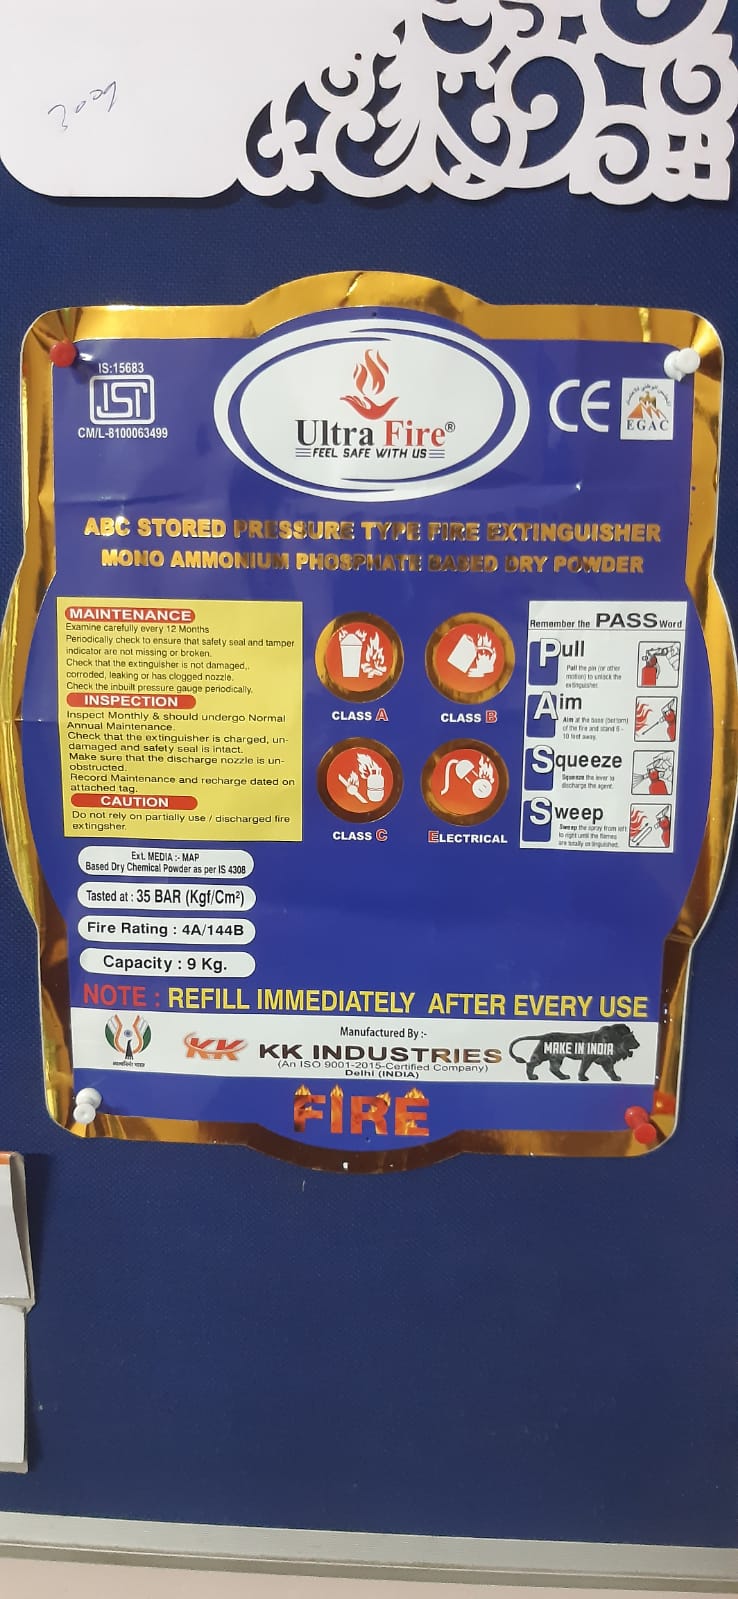 3009
IS:15683
ISI
CM/L-8100063499
Ultra Fire®
FEEL SAFE WITH US
CE
EGAC
ABC STORED PRESSURE TYPE FIRE EXTINGUISHER
MONO AMMONIUM PHOSPHATE BASED DRY POWDER
MAINTENANCE
Examine carefully every 12 Months
Periodically check to ensure that safety seal and tamper
indicator are not missing or broken.
Check that the extinguisher is not damaged,.
corroded, leaking or has clogged nozzle.
Check the inbuilt pressure gauge periodically.
INSPECTION
Inspect Monthly & should undergo Normal
Annual Maintenance.
Check that the extinguisher is charged, un-
damaged and safety seal is intact.
Make sure that the discharge nozzle is un-
obstructed.
Record Maintenance and recharge dated on
attached tag.
CAUTION
Do not rely on partially use / discharged fire
extingsher.
CLASS A
CLASS B
CLASS C
ELECTRICAL
Remember the PASS Word
Pull
Pull the pin (or other
motion) to unlock the
extinguisher.
Aim
Aim at the base (bottom)
of the fire and stand 6 -
10 feet away.
Squeeze
Squeeze the lever to
discharge the agent.
Sweep
Sweep the spray from left
to right until the flames
are totally extinguished.
Ext. MEDIA :- MAP
Based Dry Chemical Powder as per IS 4308
Tasted at : 35 BAR (Kgf/Cm²)
Fire Rating : 4A/144B
Capacity : 9 Kg.
NOTE : REFILL IMMEDIATELY AFTER EVERY USE
Manufactured By :-
KK
KK INDUSTRIES
(An ISO 9001-2015-Certified Company)
Delhi (INDIA)
MAKE IN INDIA
FIRE